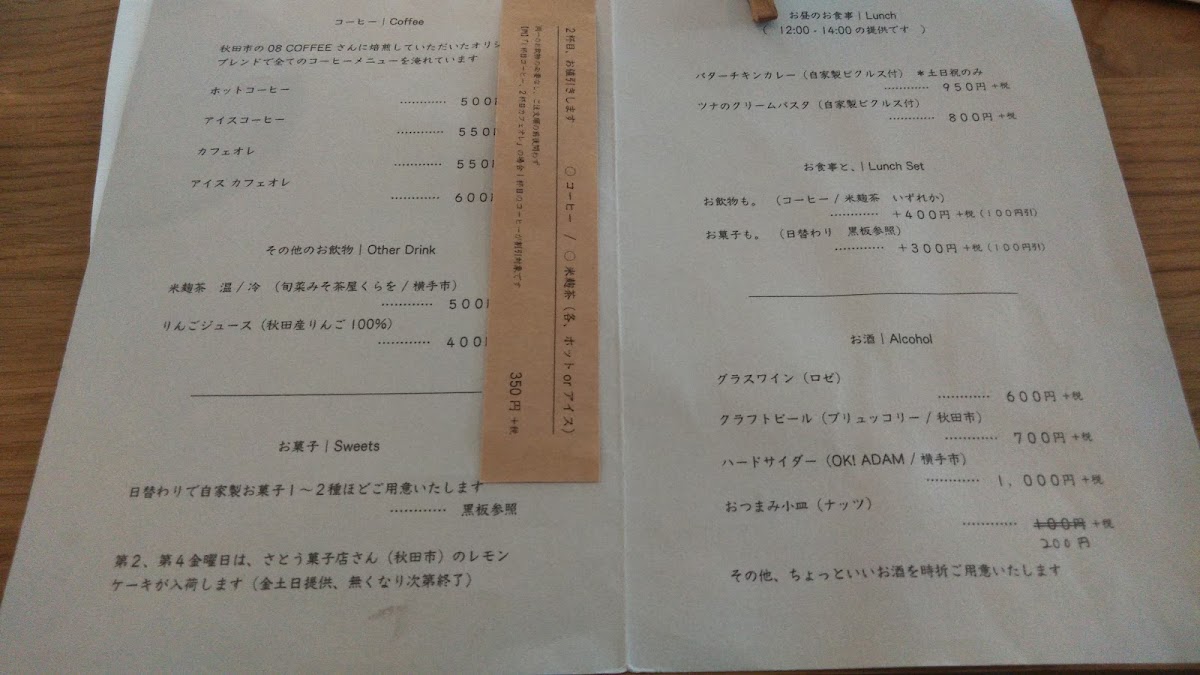 コーヒー | Coffee
秋田市の 08 COFFEE さんに焙煎していただいたオリジ
ブレンドで全てのコーヒーメニューを淹れています
ホットコーヒー
………… 500
アイスコーヒー
………… 550
カフェオレ
………… 550
アイス カフェオレ
………… 600
その他のお飲物 | Other Drink
米麹茶 温 / 冷 （旬菜みそ茶屋くらを / 横手市）
………… 500
りんごジュース（秋田産りんご 100%）
………… 400
お菓子 | Sweets
日替わりで自家製お菓子１～２種ほどご用意いたします
………… 黒板参照
第２、第４金曜日は、さとう菓子店さん（秋田市）のレモン
ケーキが入荷します（金土日提供、無くなり次第終了）
２杯目、お値引きします
○ コーヒー / ○ 米麹茶（各、ホット or アイス）
350 円 +税
お昼のお食事 | Lunch
（ 12:00 - 14:00 の提供です ）
バターチキンカレー（自家製ピクルス付） ＊土日祝のみ
………… 950円 +税
ツナのクリームパスタ（自家製ピクルス付）
………… 800円 +税
お食事と、| Lunch Set
お飲物も。 （コーヒー / 米麹茶 いずれか）
………… ＋400円 +税（100円引）
お菓子も。 （日替わり 黒板参照）
………… ＋300円 +税（100円引）
お酒 | Alcohol
グラスワイン（ロゼ）
………… 600円 +税
クラフトビール（ブリュッコリー / 秋田市）
………… 700円 +税
ハードサイダー（OK! ADAM / 横手市）
………… 1,000円 +税
おつまみ小皿（ナッツ）
………… 100円 +税
200円
その他、ちょっといいお酒を時折ご用意いたします